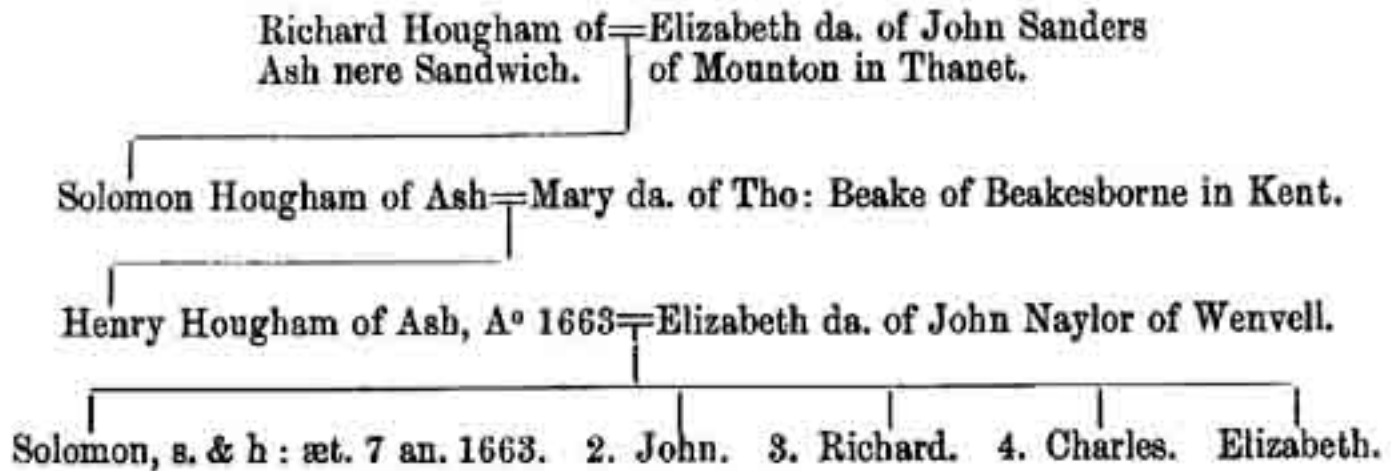 Richard Hougham of=Elizabeth da. of John Sanders
Ash nere Sandwich. of Mounton in Thanet.
Solomon Hougham of Ash=Mary da. of Tho: Beake of Beakesborne in Kent.
Henry Hougham of Ash, Aº 1663=Elizabeth da. of John Naylor of Wenvell.
Solomon, s. & h : æt. 7 an. 1663. 2. John. 3. Richard. 4. Charles. Elizabeth.